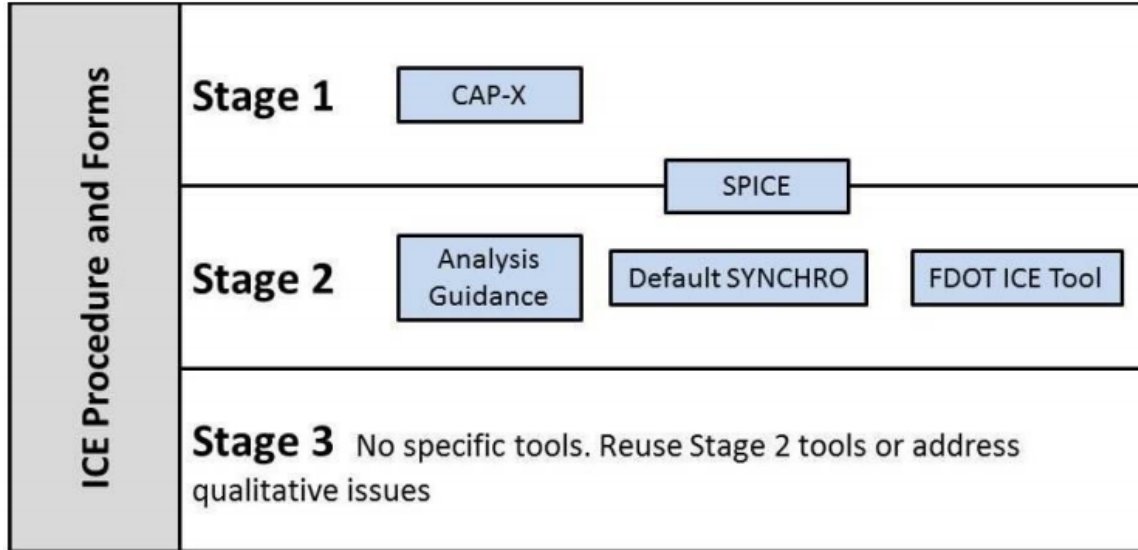 ICE Procedure and Forms
Stage 1
CAP-X
SPICE
Stage 2
Analysis
Guidance
Default SYNCHRO
FDOT ICE Tool
Stage 3 No specific tools. Reuse Stage 2 tools or address
qualitative issues